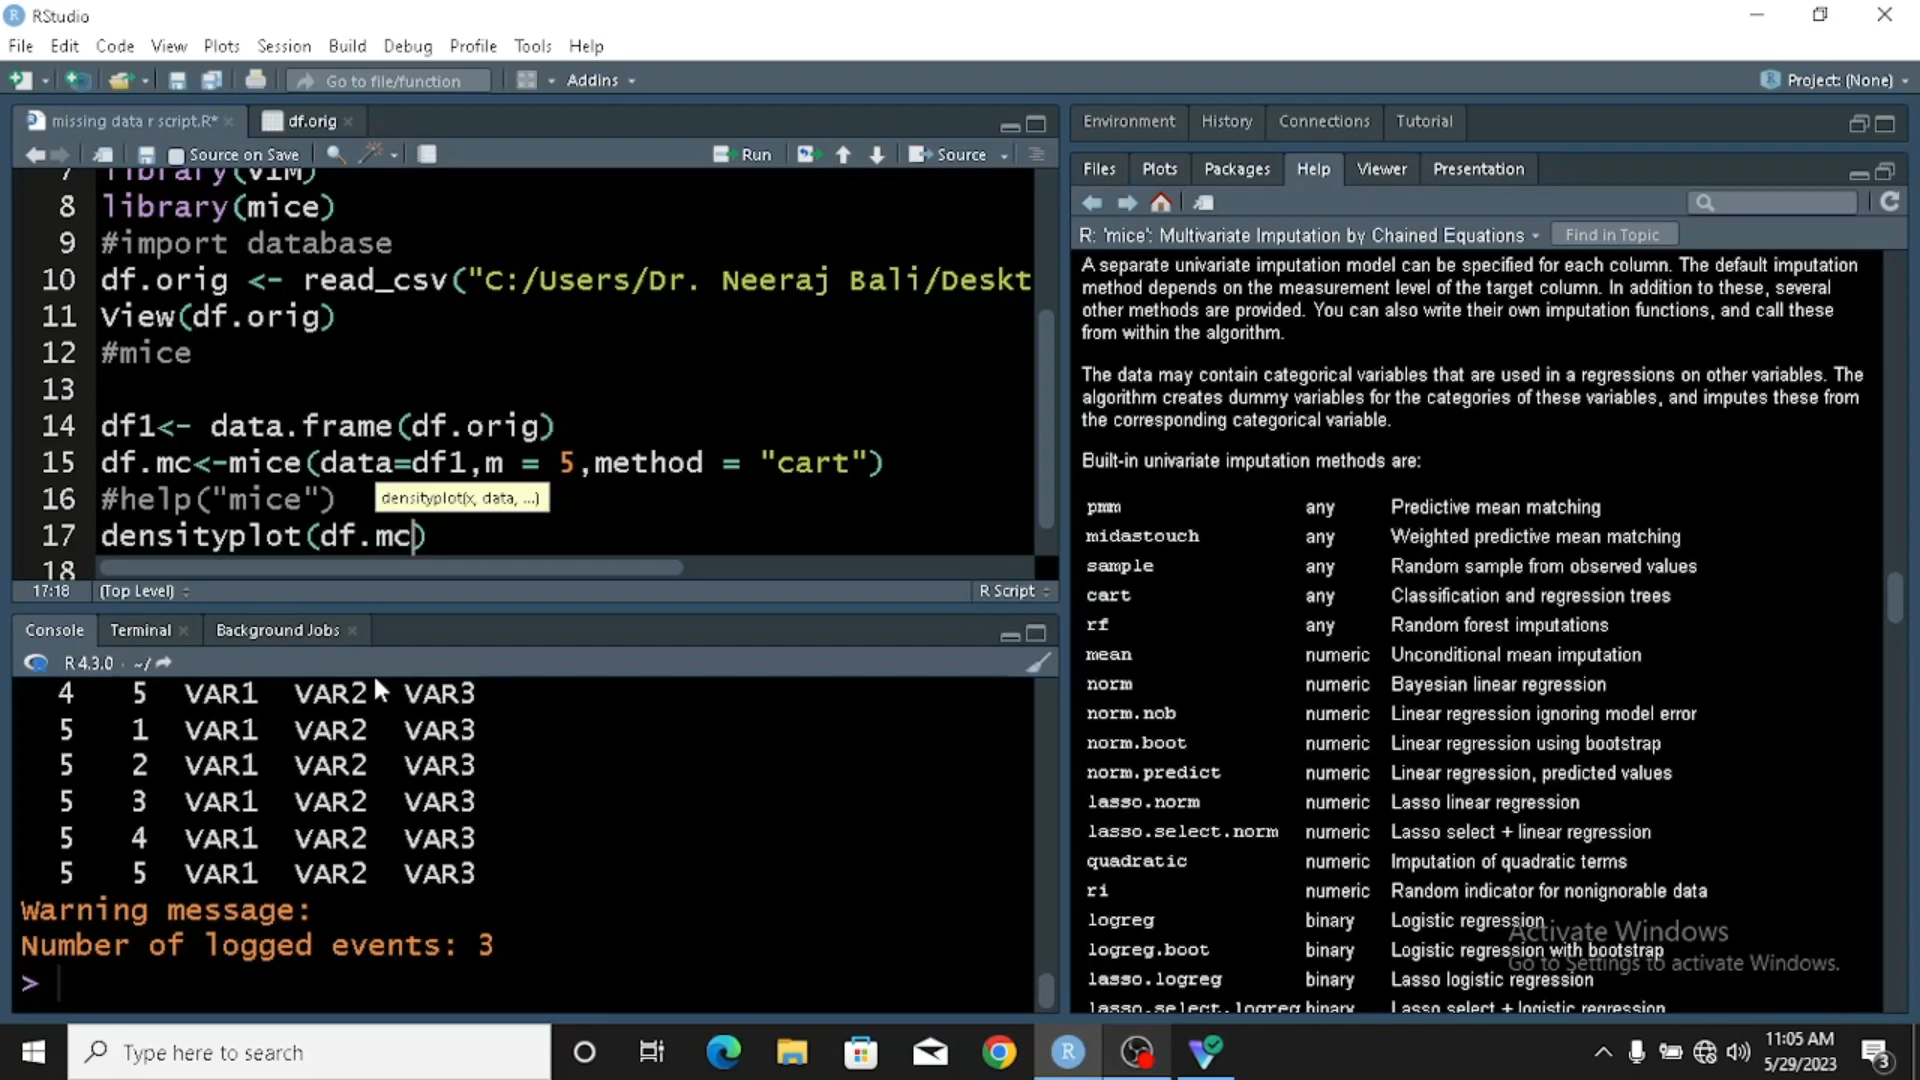 RStudio
File Edit Code View Plots Session Build Debug Profile Tools Help
Go to file/function Addins Project: (None)
missing data r script.R* df.orig
Source on Save Run Source
7 library(VIM)
8 library(mice)
9 #import database
10 df.orig <- read_csv("C:/Users/Dr. Neeraj Bali/Deskt
11 View(df.orig)
12 #mice
13
14 df1<- data.frame(df.orig)
15 df.mc<-mice(data=df1,m = 5,method = "cart")
16 #help("mice")
densityplot(x, data, ...)
17 densityplot(df.mc)
18
17:18 (Top Level) R Script
Console Terminal Background Jobs
R 4.3.0 · ~/
4 5 VAR1 VAR2 VAR3
5 1 VAR1 VAR2 VAR3
5 2 VAR1 VAR2 VAR3
5 3 VAR1 VAR2 VAR3
5 4 VAR1 VAR2 VAR3
5 5 VAR1 VAR2 VAR3
Warning message:
Number of logged events: 3
>
Environment History Connections Tutorial
Files Plots Packages Help Viewer Presentation
R: 'mice': Multivariate Imputation by Chained Equations Find in Topic
A separate univariate imputation model can be specified for each column. The default imputation
method depends on the measurement level of the target column. In addition to these, several
other methods are provided. You can also write their own imputation functions, and call these
from within the algorithm.
The data may contain categorical variables that are used in a regressions on other variables. The
algorithm creates dummy variables for the categories of these variables, and imputes these from
the corresponding categorical variable.
Built-in univariate imputation methods are:
pmm any Predictive mean matching
midastouch any Weighted predictive mean matching
sample any Random sample from observed values
cart any Classification and regression trees
rf any Random forest imputations
mean numeric Unconditional mean imputation
norm numeric Bayesian linear regression
norm.nob numeric Linear regression ignoring model error
norm.boot numeric Linear regression using bootstrap
norm.predict numeric Linear regression, predicted values
lasso.norm numeric Lasso linear regression
lasso.select.norm numeric Lasso select + linear regression
quadratic numeric Imputation of quadratic terms
ri numeric Random indicator for nonignorable data
logreg binary Logistic regression
logreg.boot binary Logistic regression with bootstrap
lasso.logreg binary Lasso logistic regression
lasso.select.logreg binary Lasso select + logistic regression
Activate Windows
Go to Settings to activate Windows.
Type here to search
11:05 AM
5/29/2023
3